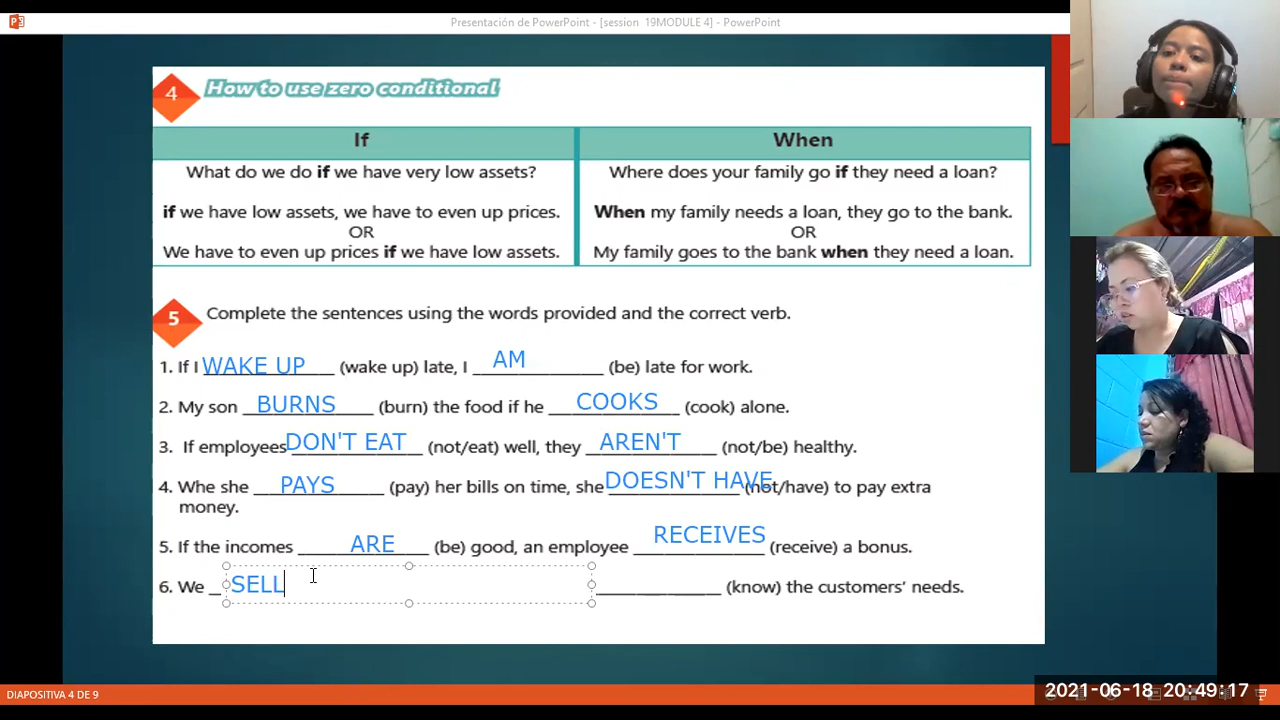 Presentación de PowerPoint - [session 19MODULE 4] - PowerPoint
4 How to use zero conditional
If When
What do we do if we have very low assets? Where does your family go if they need a loan?
if we have low assets, we have to even up prices. When my family needs a loan, they go to the bank.
OR OR
We have to even up prices if we have low assets. My family goes to the bank when they need a loan.
5 Complete the sentences using the words provided and the correct verb.
1. If I WAKE UP (wake up) late, I AM (be) late for work.
2. My son BURNS (burn) the food if he COOKS (cook) alone.
3. If employees DON'T EAT (not/eat) well, they AREN'T (not/be) healthy.
4. Whe she PAYS (pay) her bills on time, she DOESN'T HAVE (not/have) to pay extra
money.
5. If the incomes ARE (be) good, an employee RECEIVES (receive) a bonus.
6. We SELL (know) the customers' needs.
DIAPOSITIVA 4 DE 9
2021-06-18 20:49:17